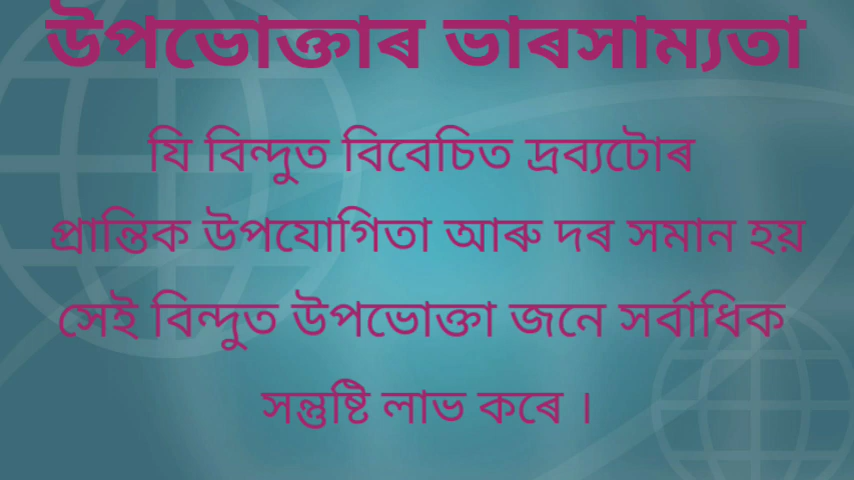 উপভোক্তাৰ ভাৰসাম্যতা
যি বিন্দুত বিবেচিত দ্ৰব্যটোৰ
প্ৰান্তিক উপযোগিতা আৰু দৰ সমান হয়
সেই বিন্দুত উপভোক্তা জনে সৰ্বাধিক
সন্তুষ্টি লাভ কৰে ।